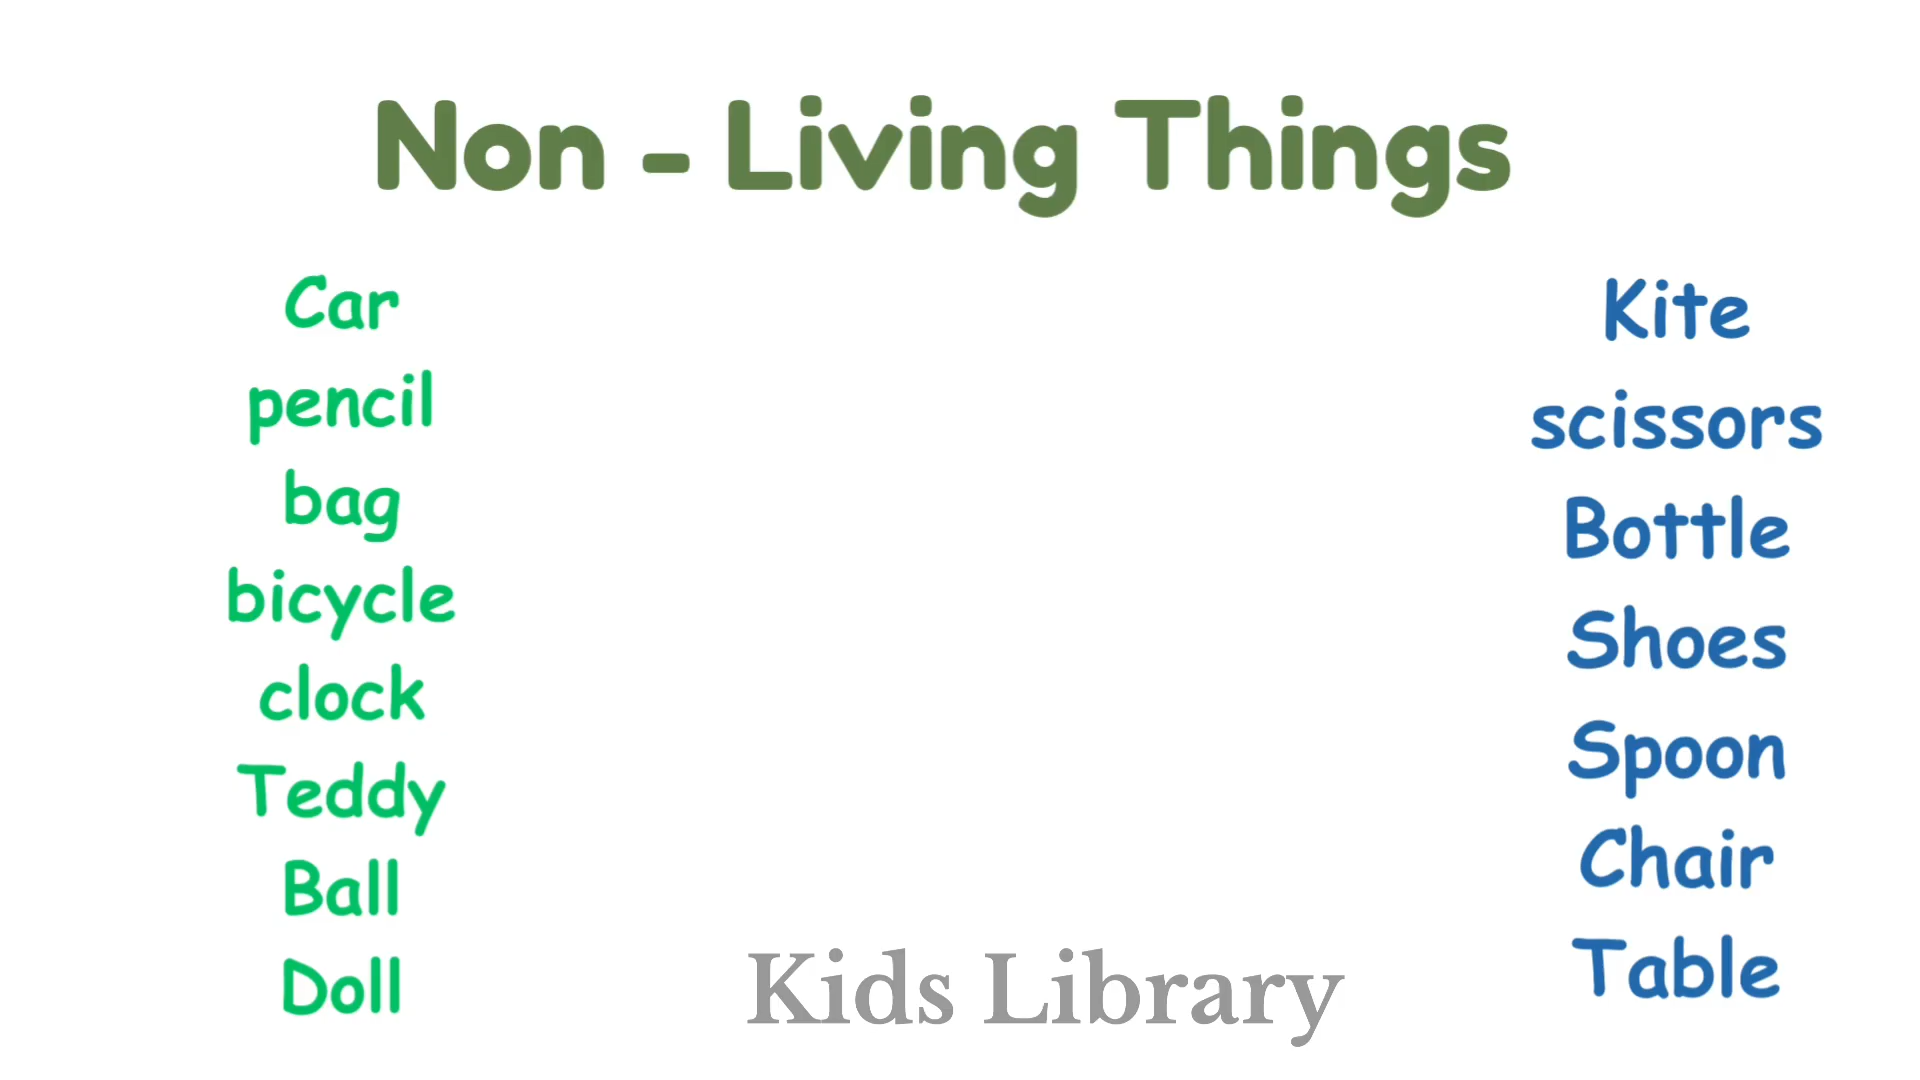 Non - Living Things
Car
pencil
bag
bicycle
clock
Teddy
Ball
Doll
Kite
scissors
Bottle
Shoes
Spoon
Chair
Table
Kids Library